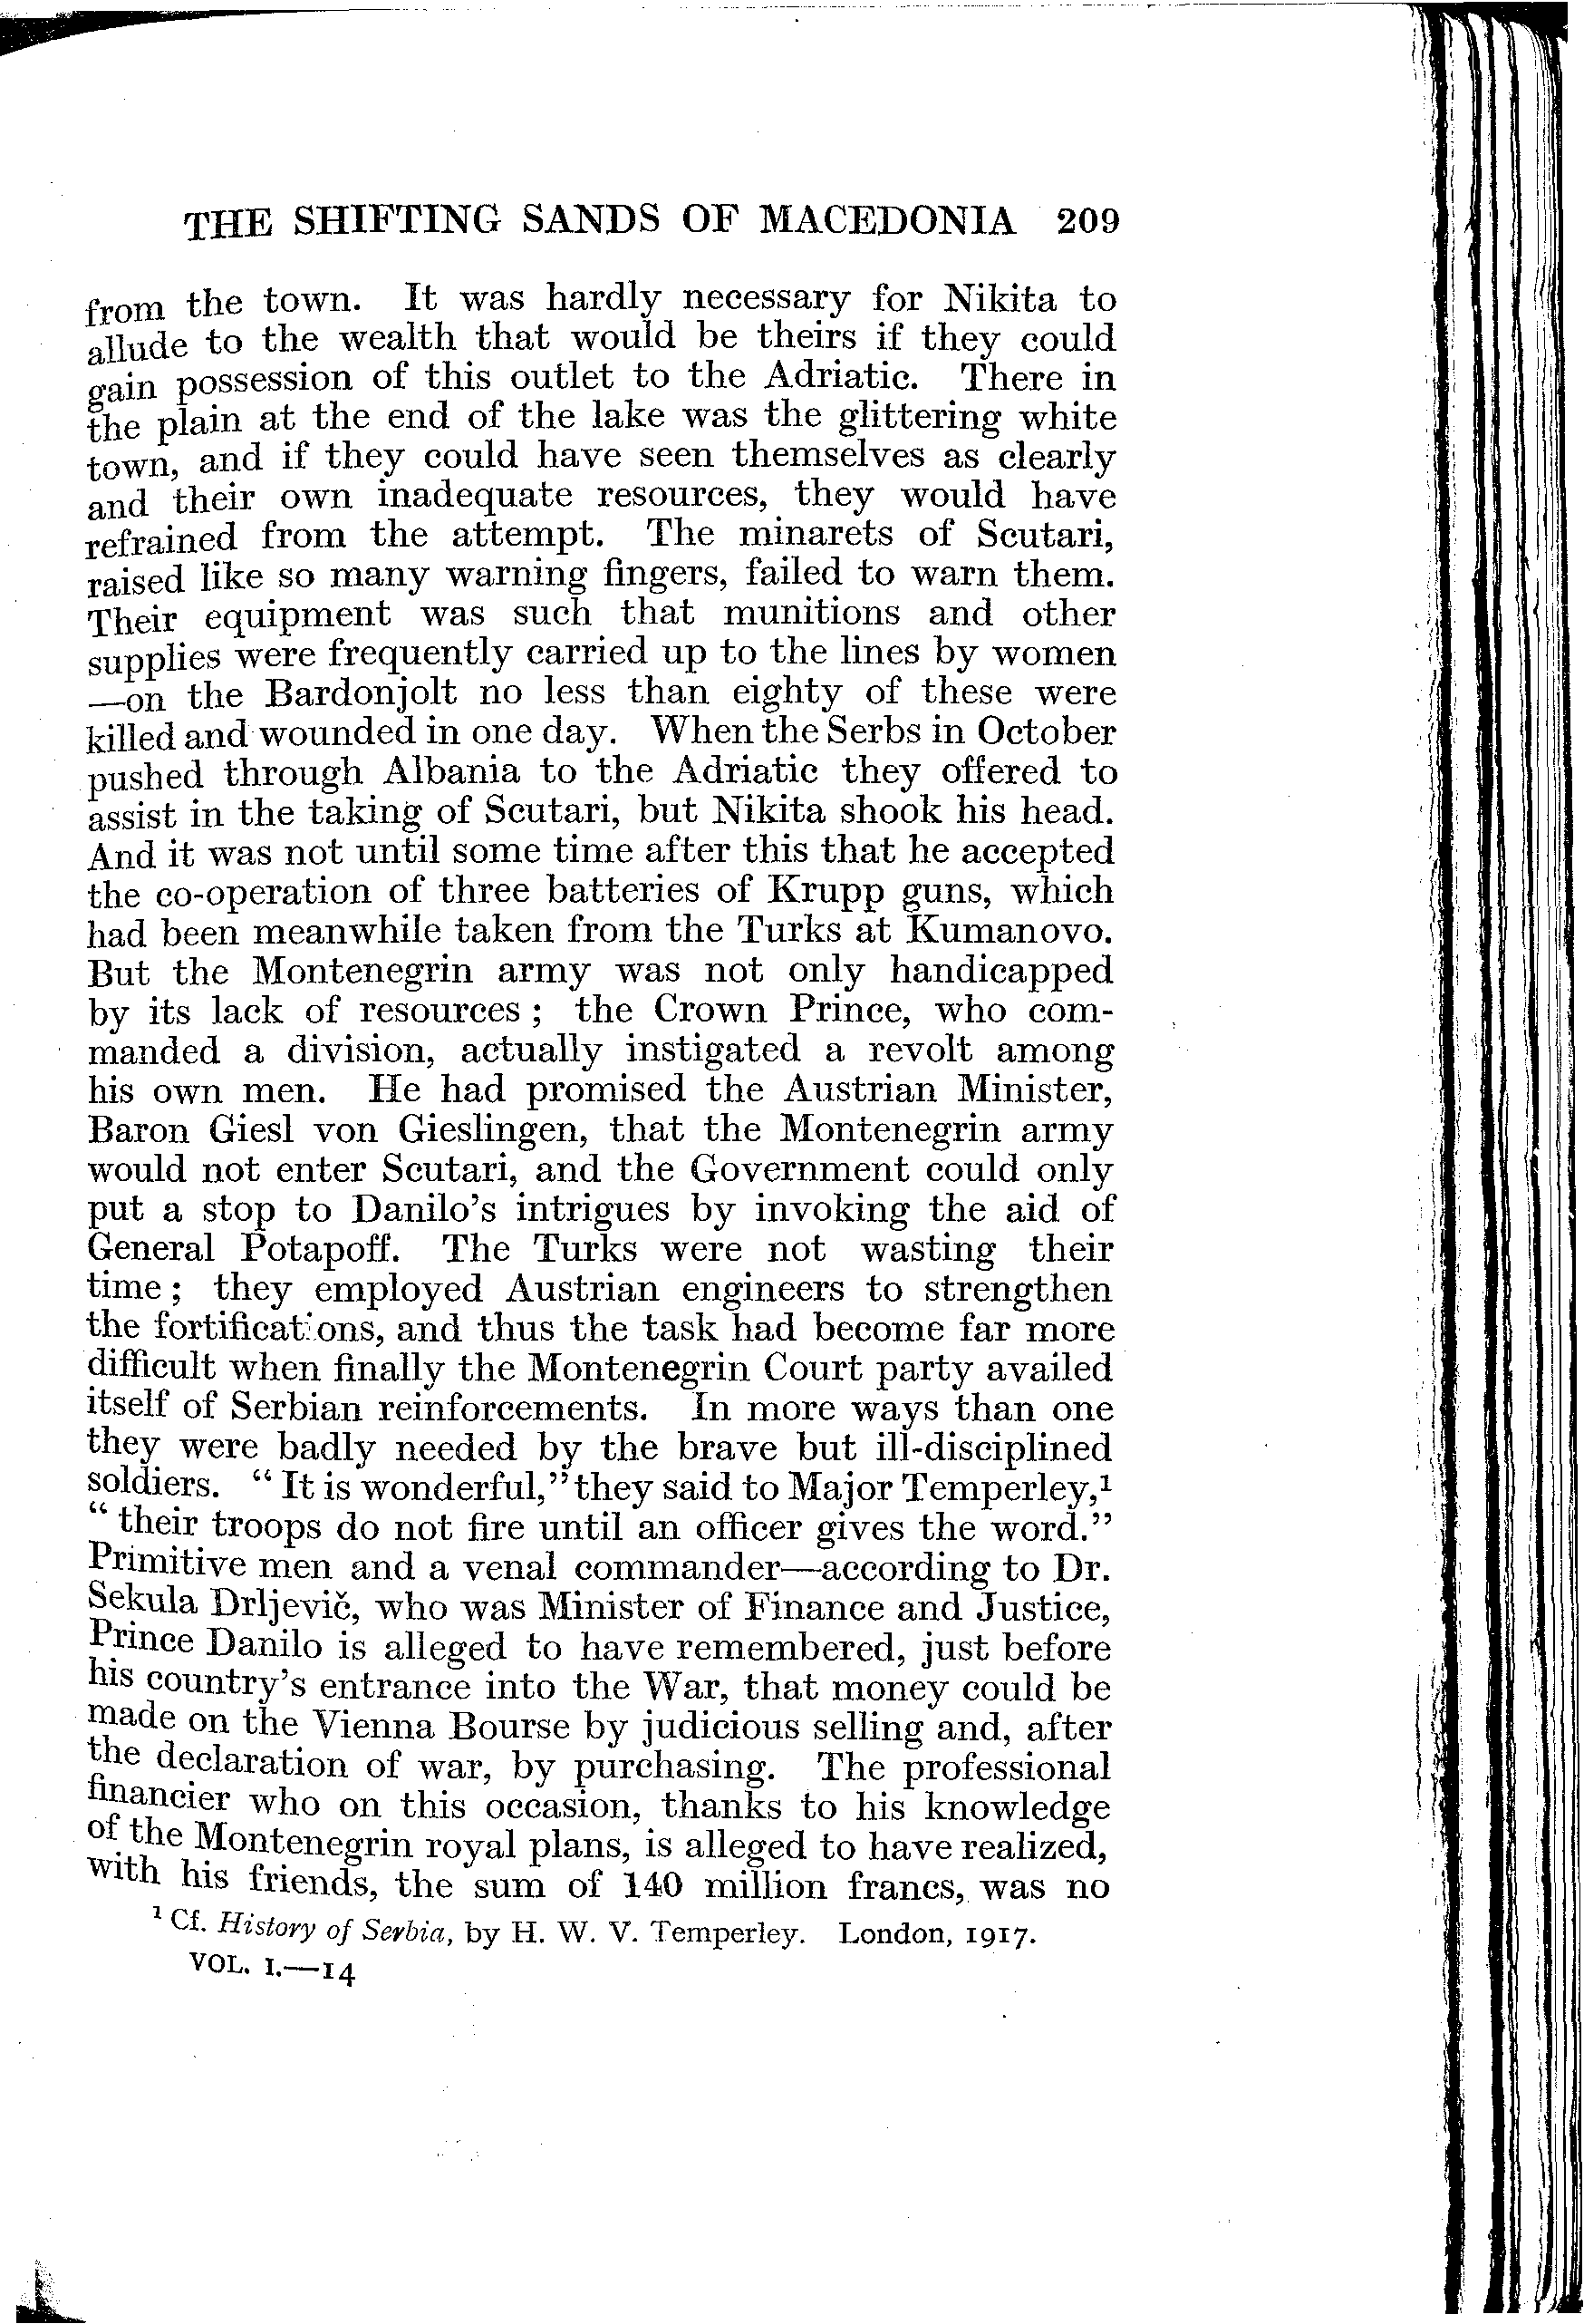 THE SHIFTING SANDS OF MACEDONIA 209
from the town. It was hardly necessary for Nikita to
allude to the wealth that would be theirs if they could
gain possession of this outlet to the Adriatic. There in
the plain at the end of the lake was the glittering white
town, and if they could have seen themselves as clearly
and their own inadequate resources, they would have
refrained from the attempt. The minarets of Scutari,
raised like so many warning fingers, failed to warn them.
Their equipment was such that munitions and other
supplies were frequently carried up to the lines by women
—on the Bardonjolt no less than eighty of these were
killed and wounded in one day. When the Serbs in October
pushed through Albania to the Adriatic they offered to
assist in the taking of Scutari, but Nikita shook his head.
And it was not until some time after this that he accepted
the co-operation of three batteries of Krupp guns, which
had been meanwhile taken from the Turks at Kumanovo.
But the Montenegrin army was not only handicapped
by its lack of resources ; the Crown Prince, who com-
manded a division, actually instigated a revolt among
his own men. He had promised the Austrian Minister,
Baron Giesl von Gieslingen, that the Montenegrin army
would not enter Scutari, and the Government could only
put a stop to Danilo's intrigues by invoking the aid of
General Potapoff. The Turks were not wasting their
time ; they employed Austrian engineers to strengthen
the fortifications, and thus the task had become far more
difficult when finally the Montenegrin Court party availed
itself of Serbian reinforcements. In more ways than one
they were badly needed by the brave but ill-disciplined
soldiers. “ It is wonderful,” they said to Major Temperley,¹
“ their troops do not fire until an officer gives the word.”
Primitive men and a venal commander—according to Dr.
Sekula Drljevič, who was Minister of Finance and Justice,
Prince Danilo is alleged to have remembered, just before
his country's entrance into the War, that money could be
made on the Vienna Bourse by judicious selling and, after
the declaration of war, by purchasing. The professional
financier who on this occasion, thanks to his knowledge
of the Montenegrin royal plans, is alleged to have realized,
with his friends, the sum of 140 million francs, was no
¹ Cf. History of Serbia, by H. W. V. Temperley. London, 1917.
VOL. I.—14